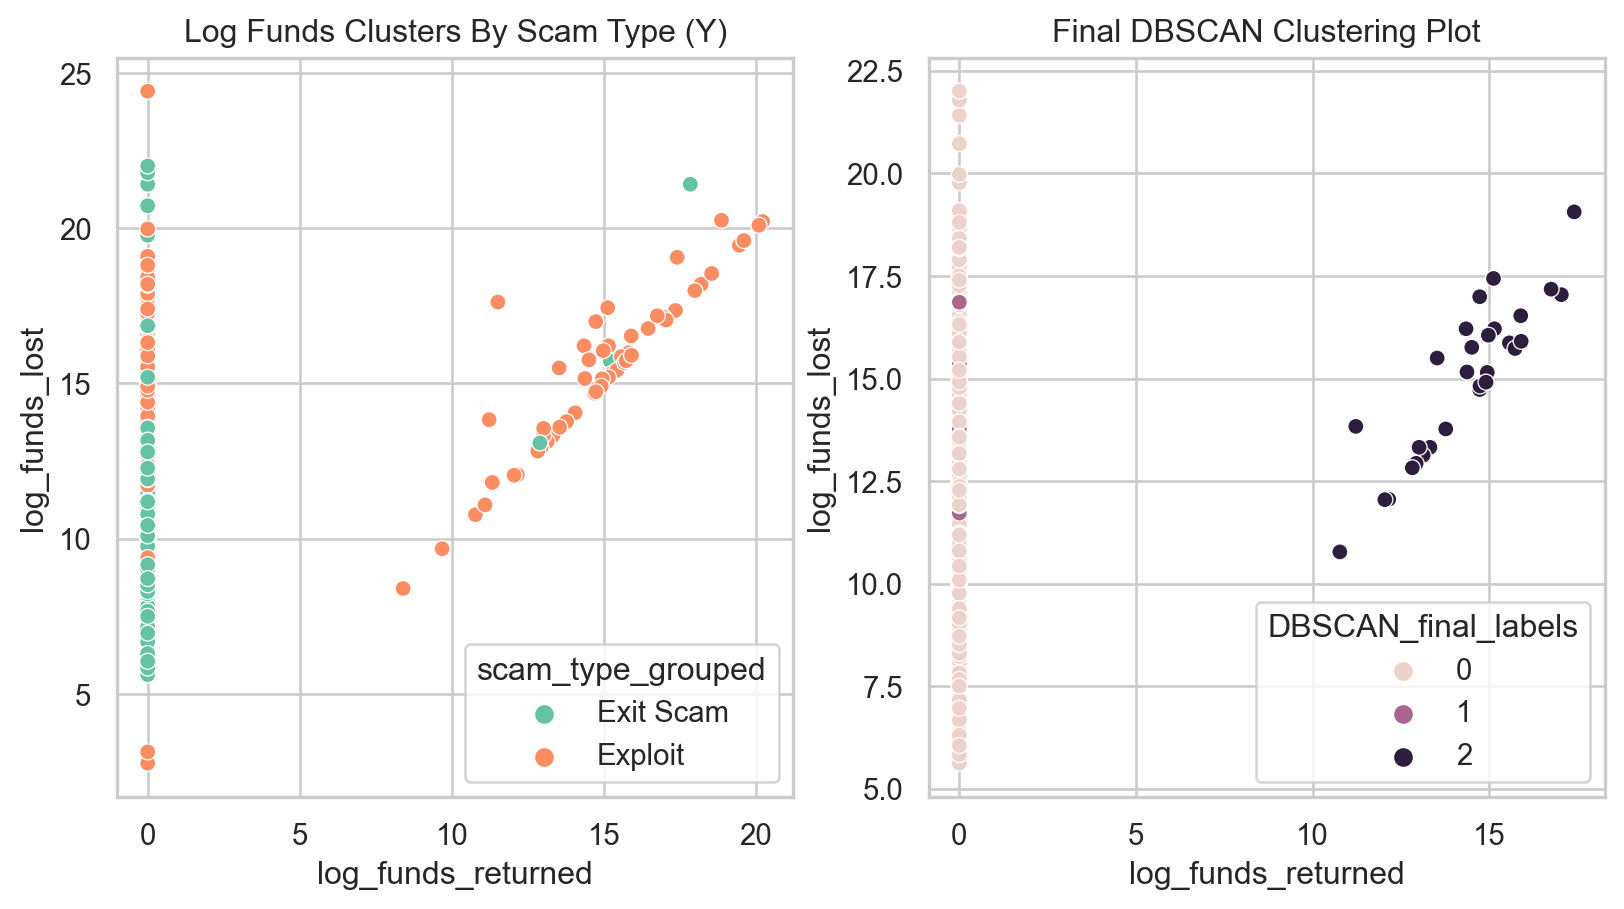 Log Funds Clusters By Scam Type (Y)
25
20
15
10
5
log_funds_lost
0
5
10
15
20
log_funds_returned
scam_type_grouped
Exit Scam
Exploit
Final DBSCAN Clustering Plot
22.5
20.0
17.5
15.0
12.5
10.0
7.5
5.0
log_funds_lost
0
5
10
15
log_funds_returned
DBSCAN_final_labels
0
1
2